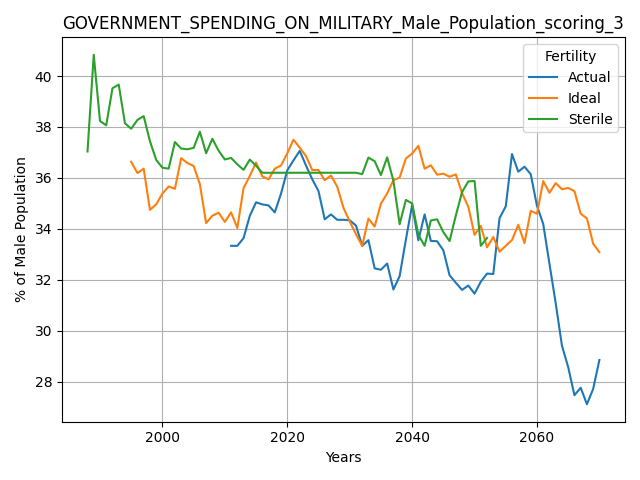 GOVERNMENT_SPENDING_ON_MILITARY_Male_Population_scoring_3
Fertility
Actual
Ideal
Sterile
% of Male Population
40
38
36
34
32
30
28
2000
2020
2040
2060
Years